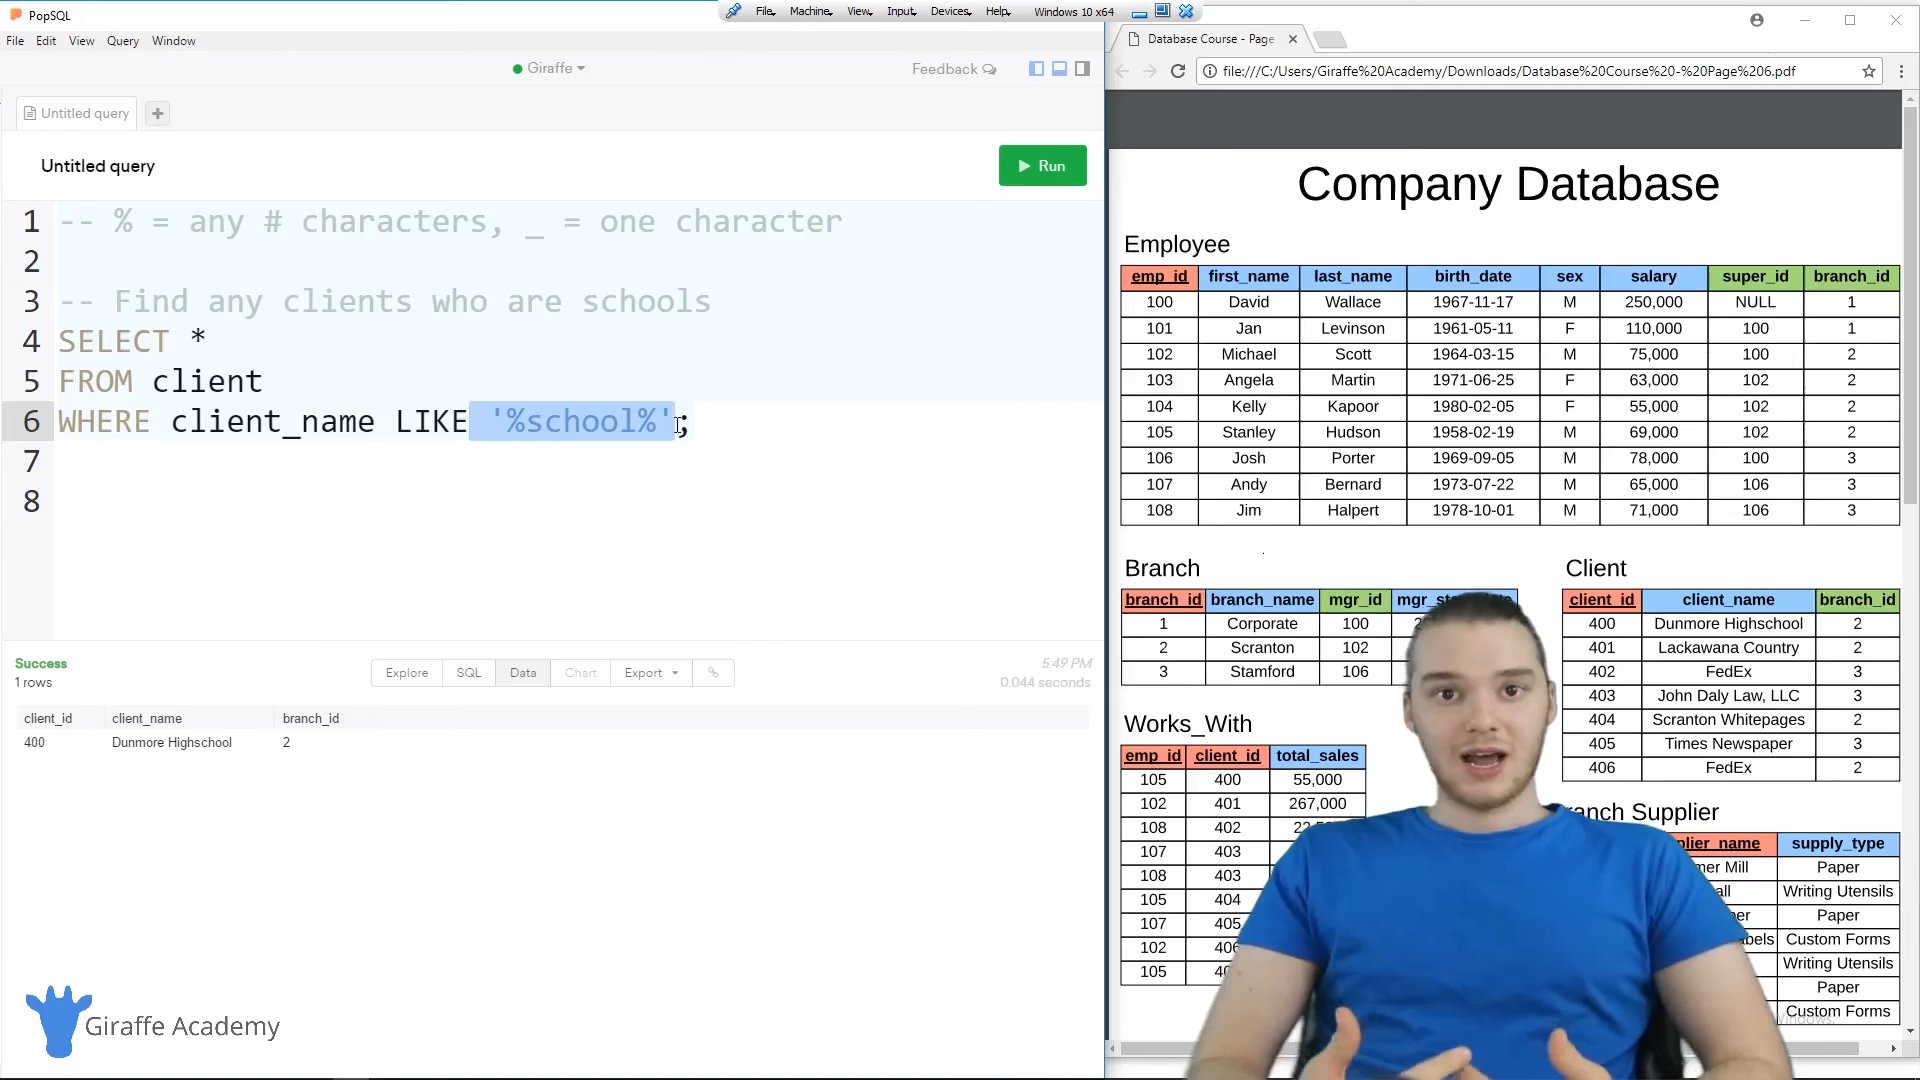 PopSQL
File Machine View Input Devices Help Windows 10 x64
File Edit View Query Window
Giraffe
Feedback
Untitled query
+
Untitled query
Run
1 -- % = any # characters, _ = one character
2
3 -- Find any clients who are schools
4 SELECT *
5 FROM client
6 WHERE client_name LIKE '%school%';
7
8
Success
1 rows
Explore SQL Data Chart Export
5:49 PM
0.044 seconds
client_id client_name branch_id
400 Dunmore Highschool 2
Giraffe Academy
Database Course - Page
file:///C:/Users/Giraffe%20Academy/Downloads/Database%20Course%20-%20Page%206.pdf
Company Database
Employee
emp_id first_name last_name birth_date sex salary super_id branch_id
100 David Wallace 1967-11-17 M 250,000 NULL 1
101 Jan Levinson 1961-05-11 F 110,000 100 1
102 Michael Scott 1964-03-15 M 75,000 100 2
103 Angela Martin 1971-06-25 F 63,000 102 2
104 Kelly Kapoor 1980-02-05 F 55,000 102 2
105 Stanley Hudson 1958-02-19 M 69,000 102 2
106 Josh Porter 1969-09-05 M 78,000 100 3
107 Andy Bernard 1973-07-22 M 65,000 106 3
108 Jim Halpert 1978-10-01 M 71,000 106 3
Branch
branch_id branch_name mgr_id
1 Corporate 100
2 Scranton 102
3 Stamford 106
Client
client_id client_name branch_id
400 Dunmore Highschool 2
401 Lackawana Country 2
402 FedEx 3
403 John Daly Law, LLC 3
404 Scranton Whitepages 2
405 Times Newspaper 3
406 FedEx 2
Works_With
emp_id client_id total_sales
105 400 55,000
102 401 267,000
108 402
107 403
108 403
105 404
107 405
102
105
Supplier
supply_type
Mill Paper
Writing Utensils
Paper
Custom Forms
Writing Utensils
Paper
Custom Forms